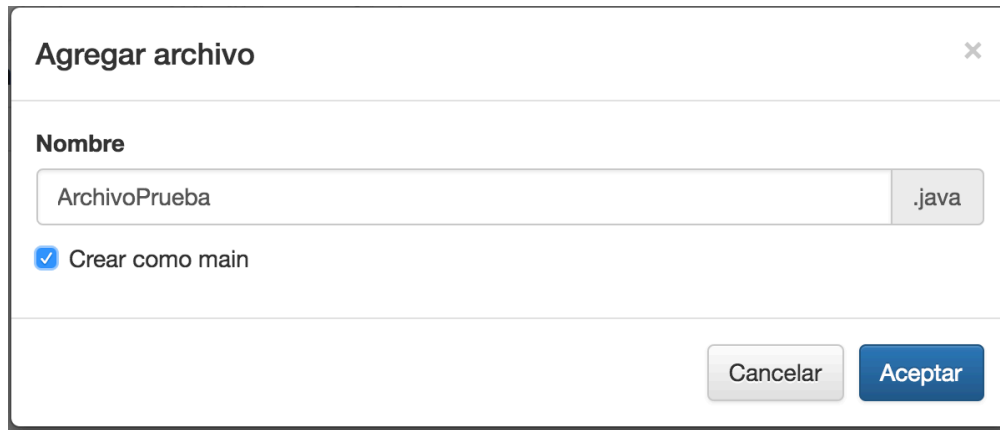 Agregar archivo
×
Nombre
ArchivoPrueba .java
Crear como main
Cancelar Aceptar